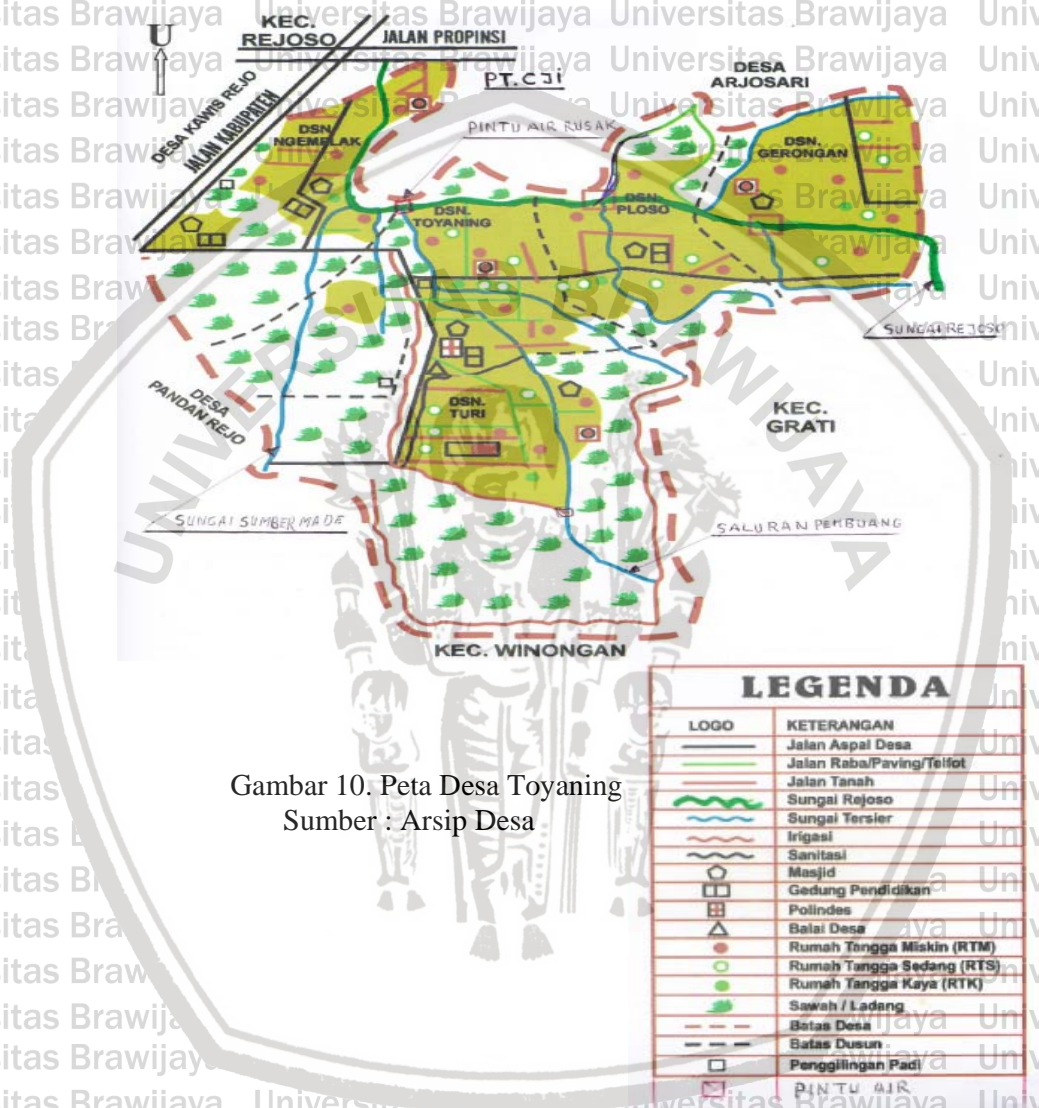 U
KEC.
REJOSO
JALAN PROPINSI
DESA KAWIS REJO
JALAN KABUPATEN
PT.CJi
DESA
ARJOSARI
PINTU AIR RUSAK
DSN.
NGEMPLAK
DSN.
GERONGAN
DSN.
TOYANING
DSN.
PLOSO
SUNGAI REJOSO
DESA
PANDAN REJO
DSN.
TURI
KEC.
GRATI
SUNGAI SUMBER MADE
SALURAN PEMBUANG
KEC. WINONGAN
UNIVERSITAS BRAWIJAYA
Gambar 10. Peta Desa Toyaning
Sumber : Arsip Desa
LEGENDA
LOGO KETERANGAN
Jalan Aspal Desa
Jalan Raba/Paving/Telfot
Jalan Tanah
Sungai Rejoso
Sungai Tersier
Irigasi
Sanitasi
Masjid
Gedung Pendidikan
Polindes
Balai Desa
Rumah Tangga Miskin (RTM)
Rumah Tangga Sedang (RTS)
Rumah Tangga Kaya (RTK)
Sawah / Ladang
Batas Desa
Batas Dusun
Penggilingan Padi
PINTU AIR